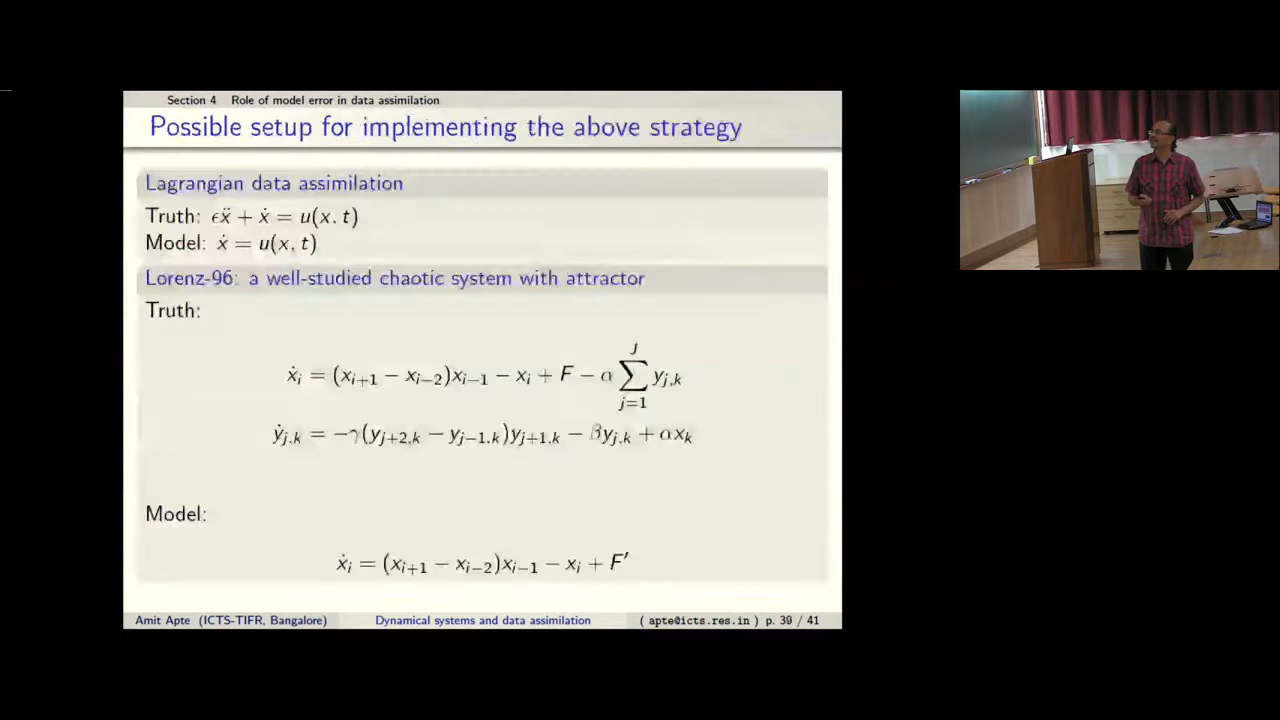 Section 4 Role of model error in data assimilation
Possible setup for implementing the above strategy
Lagrangian data assimilation
Truth: ϵẍ + ẋ = u(x, t)
Model: ẋ = u(x, t)
Lorenz-96: a well-studied chaotic system with attractor
Truth:
ẋ_i = (x_{i+1} − x_{i−2})x_{i−1} − x_i + F − α ∑_{j=1}^{J} y_{j,k}
ẏ_{j,k} = −γ(y_{j+2,k} − y_{j−1,k})y_{j+1,k} − βy_{j,k} + αx_k
Model:
ẋ_i = (x_{i+1} − x_{i−2})x_{i−1} − x_i + F′
Amit Apte (ICTS-TIFR, Bangalore) Dynamical systems and data assimilation ( apte@icts.res.in ) p. 39 / 41